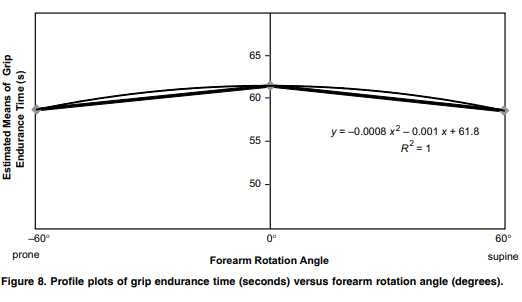 Estimated Means of Grip
Endurance Time (s)
65
60
55
50
y = –0.0008 x² – 0.001 x + 61.8
R² = 1
–60°
0°
60°
prone
Forearm Rotation Angle
supine
Figure 8. Profile plots of grip endurance time (seconds) versus forearm rotation angle (degrees).